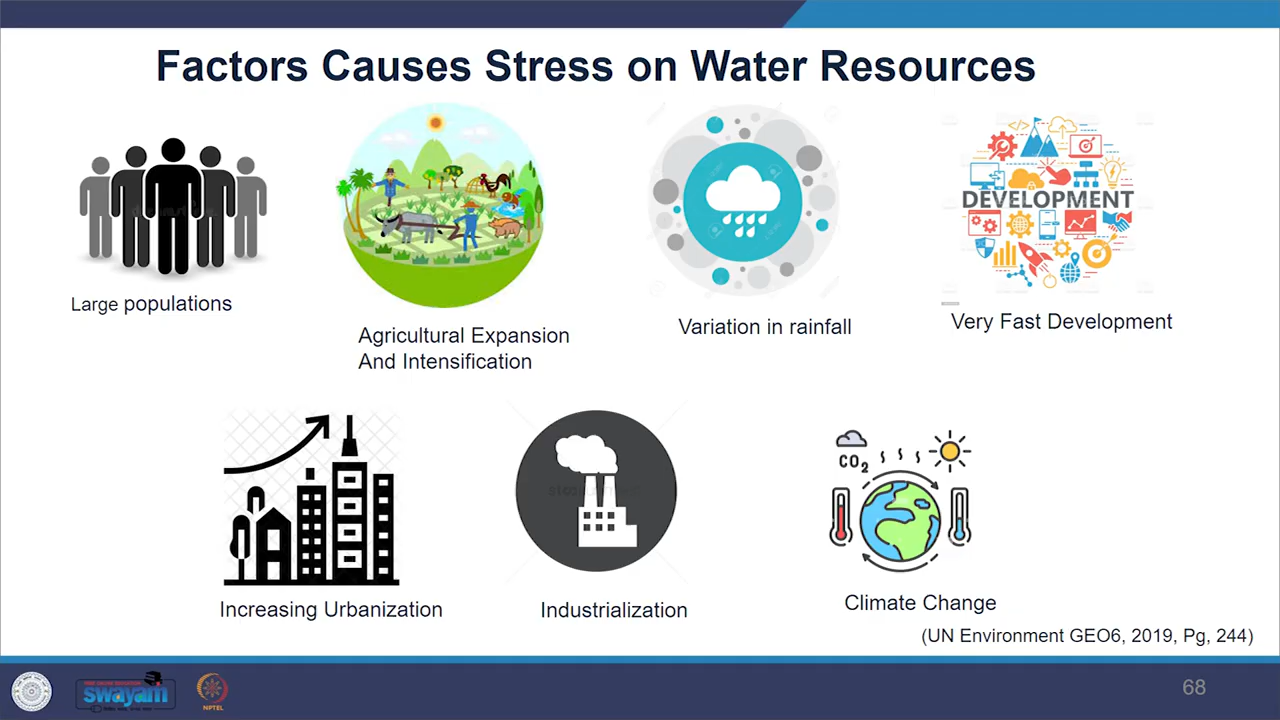 Factors Causes Stress on Water Resources
DEVELOPMENT
Large populations
Agricultural Expansion
And Intensification
Variation in rainfall
Very Fast Development
CO2
Increasing Urbanization
Industrialization
Climate Change
(UN Environment GEO6, 2019, Pg, 244)
swayam
NPTEL
68